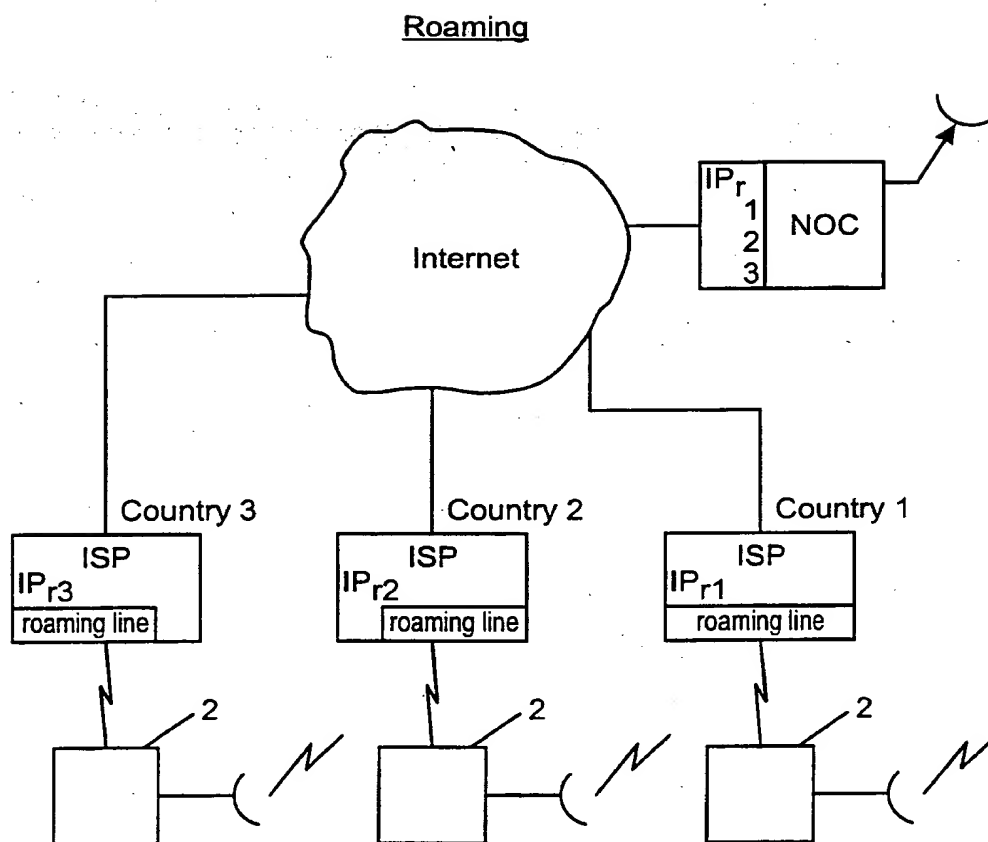 Roaming
IPr
1
2
3
NOC
Internet
Country 3
Country 2
Country 1
ISP
IPr3
roaming line
ISP
IPr2
roaming line
ISP
IPr1
roaming line
2
2
2